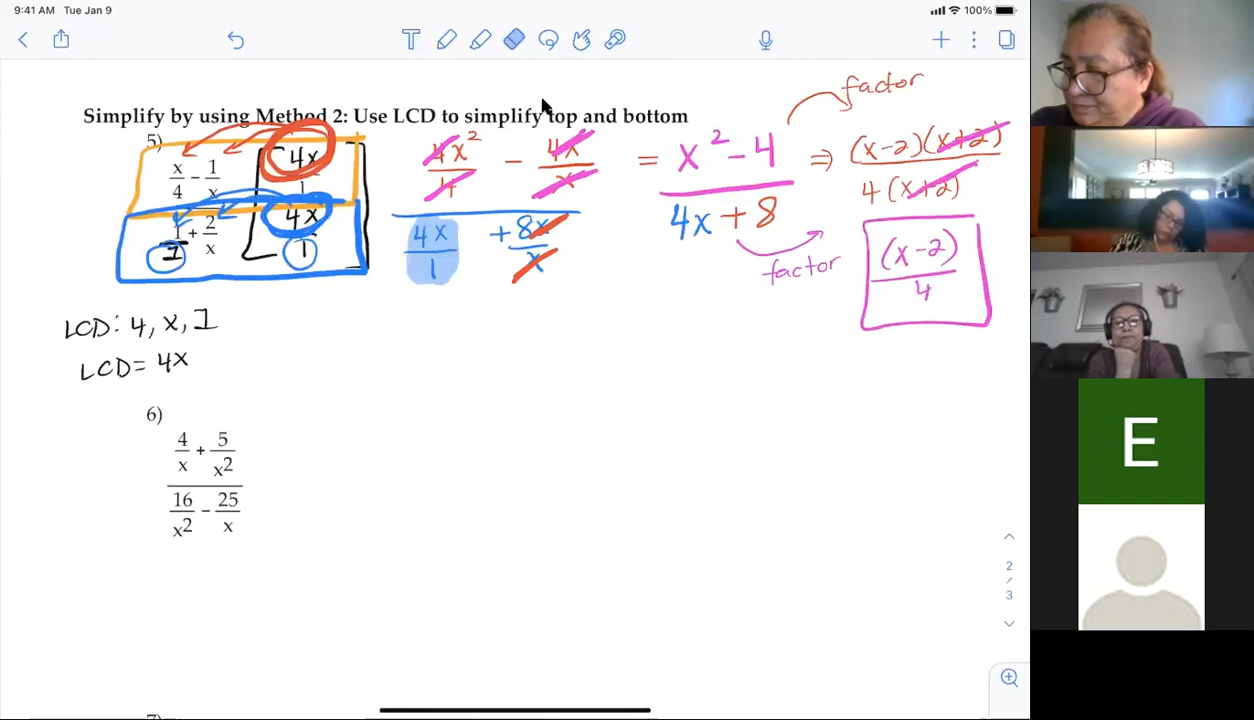 9:41 AM Tue Jan 9
100%
Simplify by using Method 2: Use LCD to simplify top and bottom
5)
x/4 - 1/x
1/1 + 2/x
4x/1
4x/1
4x²/4 - 4x/x
4x/1 + 8x/x
= x² - 4
4x + 8
factor
factor
⇒ (x-2)(x+2)
4(x+2)
(x-2)
4
LCD: 4, x, 1
LCD = 4x
6)
4/x + 5/x2
16/x2 - 25/x
7)
2
/
3
E